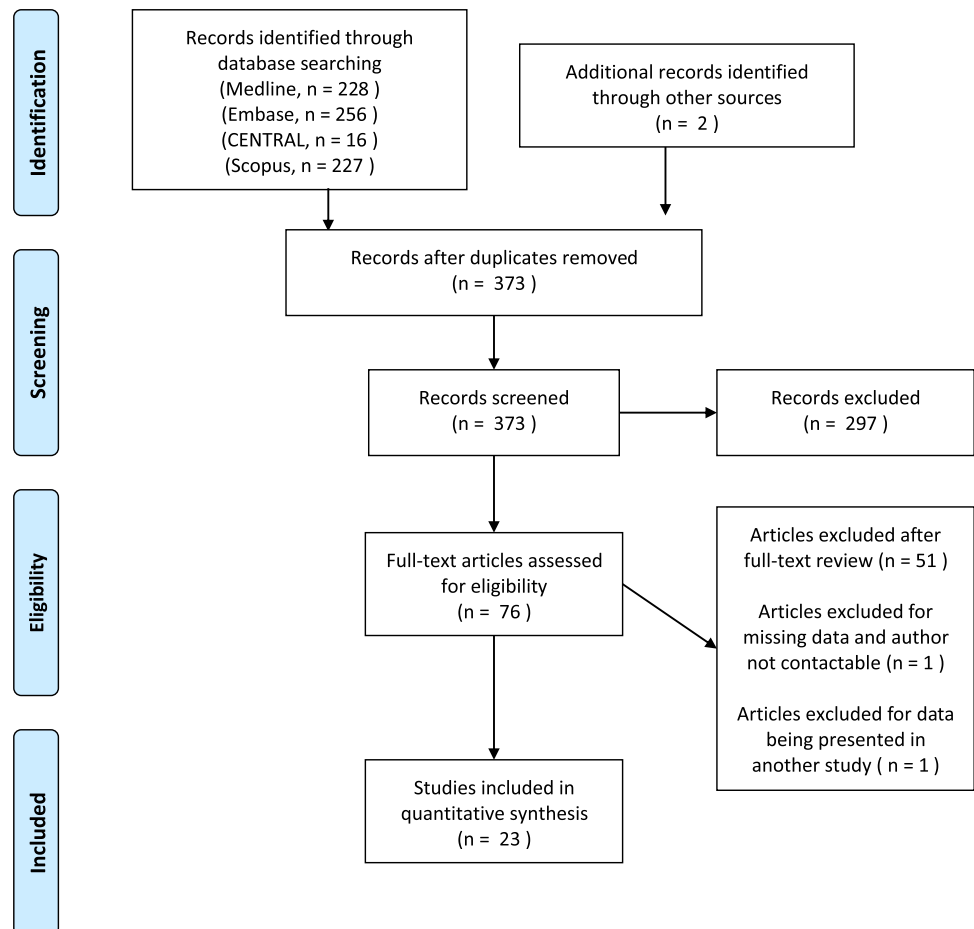 Identification
Records identified through
database searching
(Medline, n = 228 )
(Embase, n = 256 )
(CENTRAL, n = 16 )
(Scopus, n = 227 )
Additional records identified
through other sources
(n = 2 )
Screening
Records after duplicates removed
(n = 373 )
Records screened
(n = 373 )
Records excluded
(n = 297 )
Eligibility
Full-text articles assessed
for eligibility
(n = 76 )
Articles excluded after
full-text review (n = 51 )
Articles excluded for
missing data and author
not contactable (n = 1 )
Articles excluded for data
being presented in
another study ( n = 1 )
Included
Studies included in
quantitative synthesis
(n = 23 )